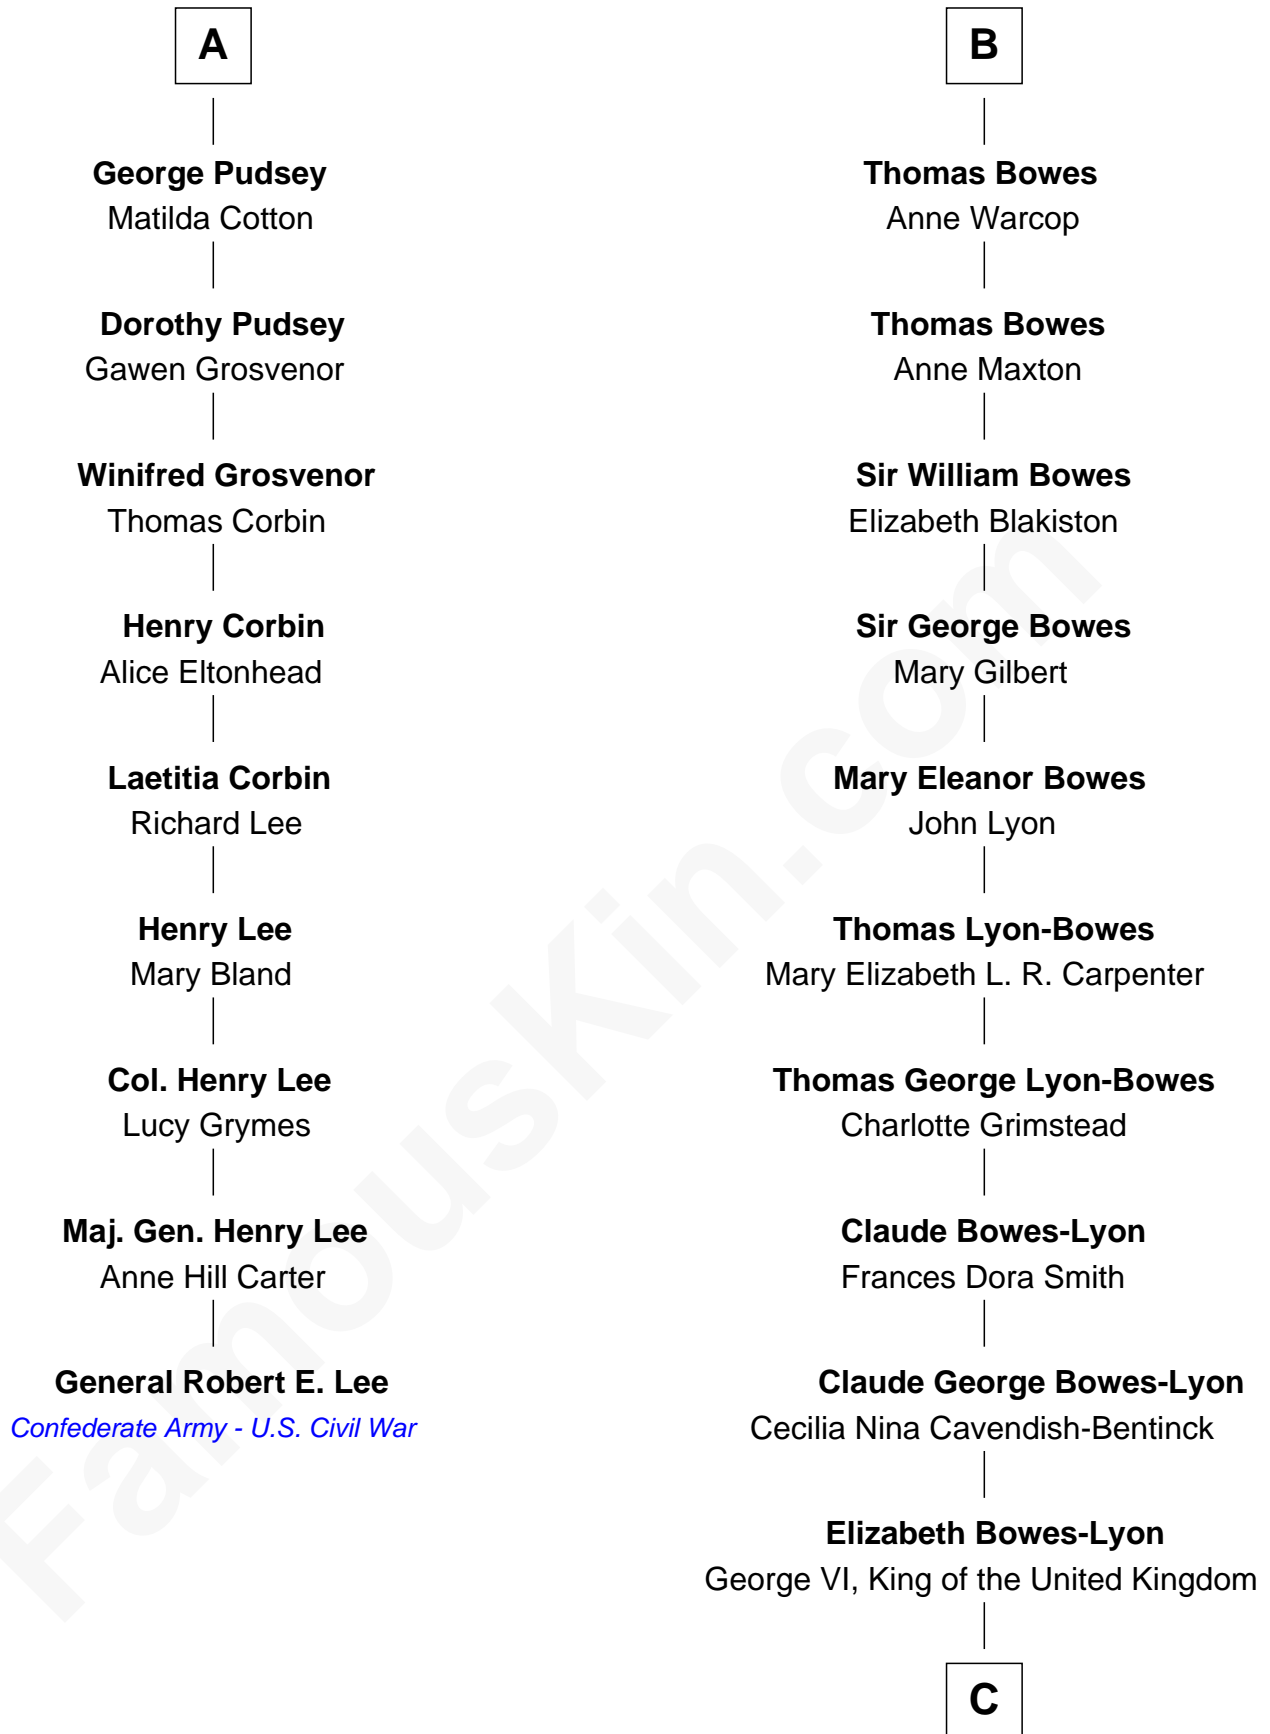 A
George Pudsey
Matilda Cotton
Dorothy Pudsey
Gawen Grosvenor
Winifred Grosvenor
Thomas Corbin
Henry Corbin
Alice Eltonhead
Laetitia Corbin
Richard Lee
Henry Lee
Mary Bland
Col. Henry Lee
Lucy Grymes
Maj. Gen. Henry Lee
Anne Hill Carter
General Robert E. Lee
Confederate Army - U.S. Civil War
B
Thomas Bowes
Anne Warcop
Thomas Bowes
Anne Maxton
Sir William Bowes
Elizabeth Blakiston
Sir George Bowes
Mary Gilbert
Mary Eleanor Bowes
John Lyon
Thomas Lyon-Bowes
Mary Elizabeth L. R. Carpenter
Thomas George Lyon-Bowes
Charlotte Grimstead
Claude Bowes-Lyon
Frances Dora Smith
Claude George Bowes-Lyon
Cecilia Nina Cavendish-Bentinck
Elizabeth Bowes-Lyon
George VI, King of the United Kingdom
C
FamousKin.com